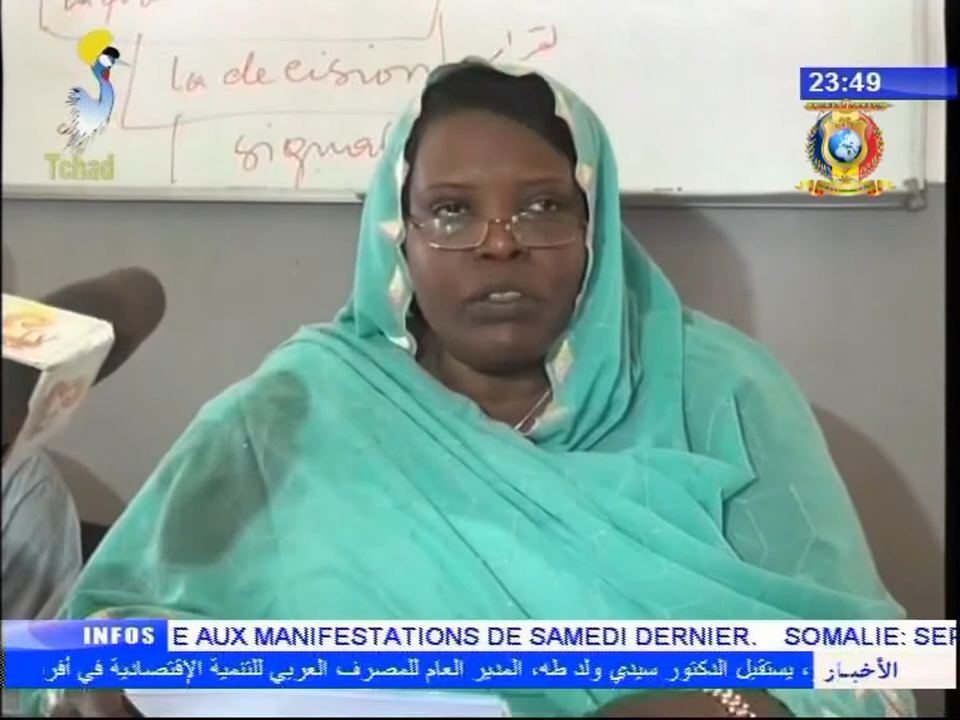 la decision
23:49
Tchad
INFOS
E AUX MANIFESTATIONS DE SAMEDI DERNIER. SOMALIE: SEP
الأخبار
، يستقبل الدكتور سيدي ولد طه، المدير العام للمصرف العربي للتنمية الإقتصادية في أفر